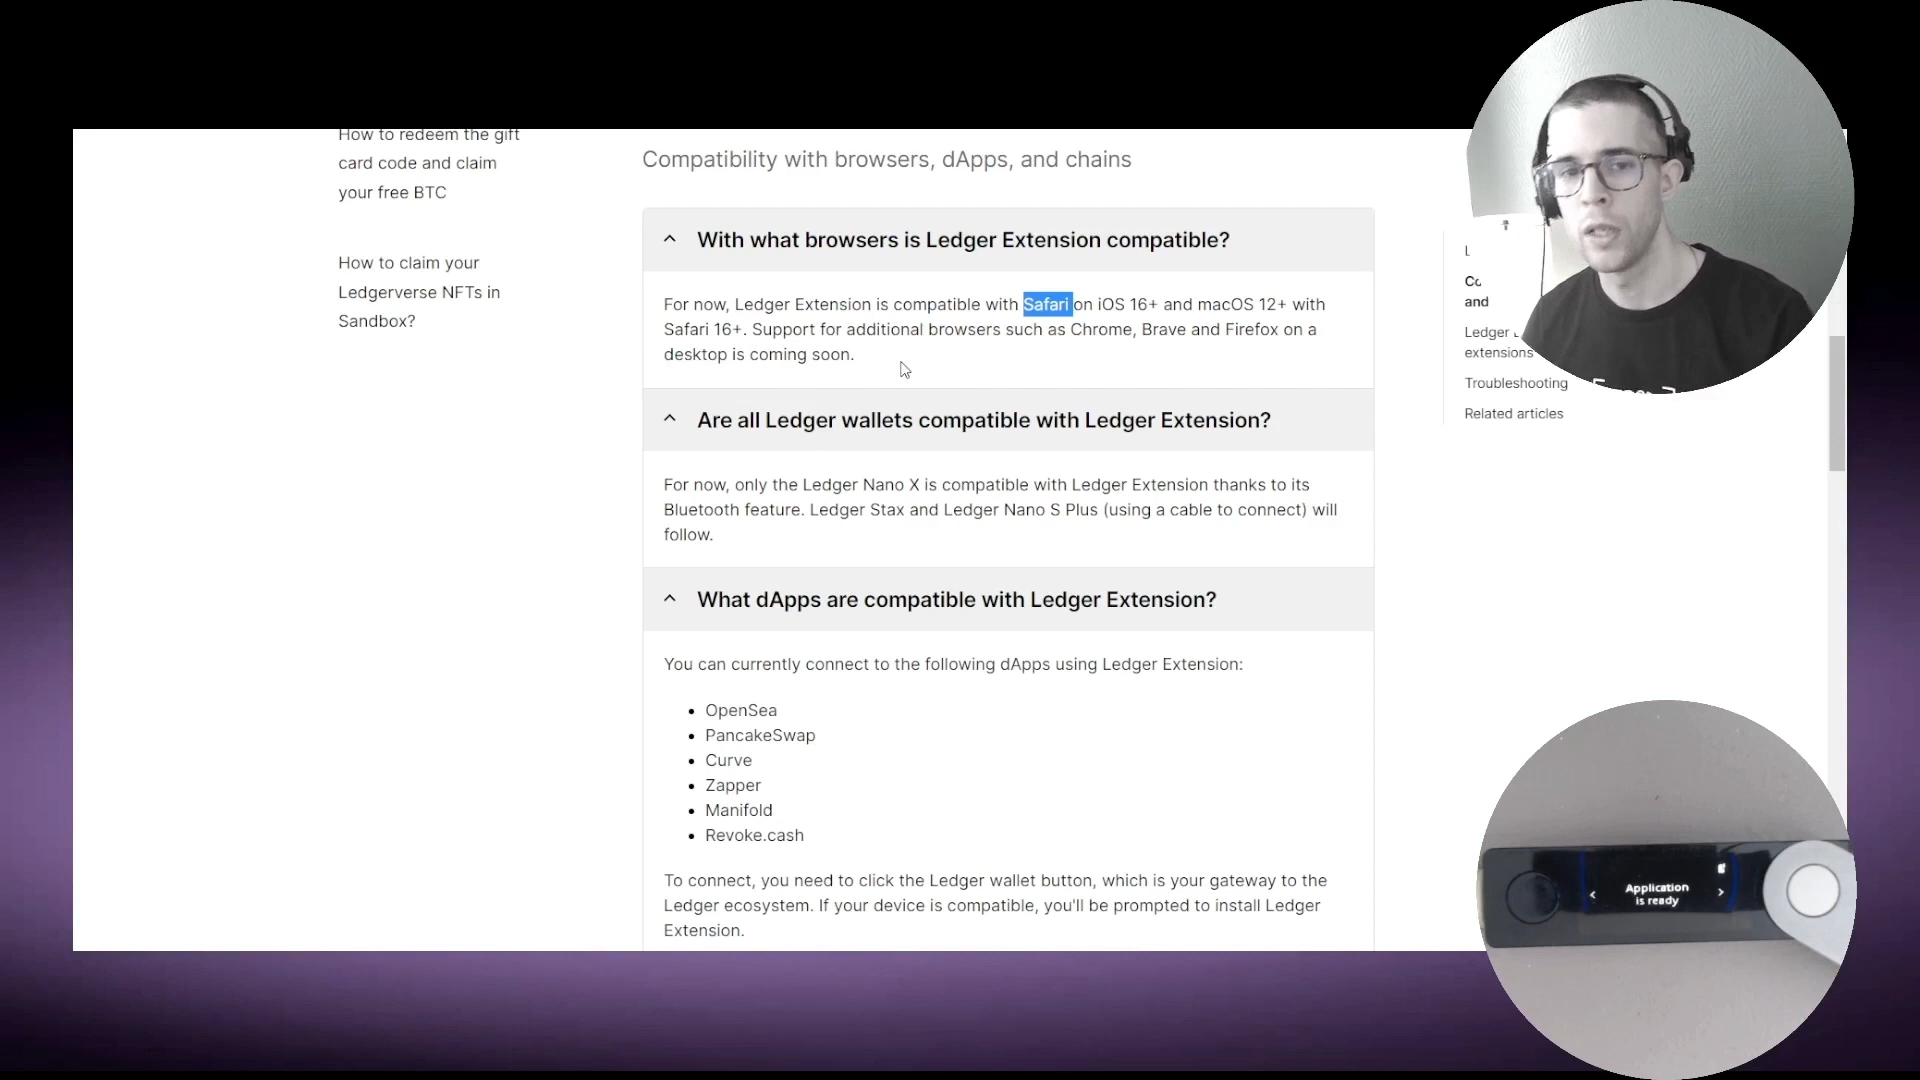 How to redeem the gift
card code and claim
your free BTC
How to claim your
Ledgerverse NFTs in
Sandbox?
Compatibility with browsers, dApps, and chains
With what browsers is Ledger Extension compatible?
For now, Ledger Extension is compatible with Safari on iOS 16+ and macOS 12+ with
Safari 16+. Support for additional browsers such as Chrome, Brave and Firefox on a
desktop is coming soon.
Are all Ledger wallets compatible with Ledger Extension?
For now, only the Ledger Nano X is compatible with Ledger Extension thanks to its
Bluetooth feature. Ledger Stax and Ledger Nano S Plus (using a cable to connect) will
follow.
What dApps are compatible with Ledger Extension?
You can currently connect to the following dApps using Ledger Extension:
• OpenSea
• PancakeSwap
• Curve
• Zapper
• Manifold
• Revoke.cash
To connect, you need to click the Ledger wallet button, which is your gateway to the
Ledger ecosystem. If your device is compatible, you'll be prompted to install Ledger
Extension.
and
Ledger
extensions
Troubleshooting
Related articles
Application
is ready